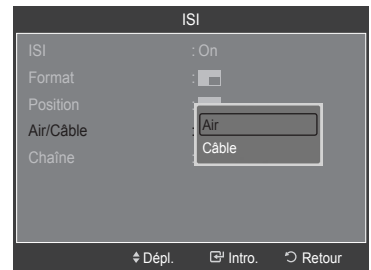 ISI
ISI : On
Format :
Position :
Air/Câble : Air
Câble
Chaîne :
Dépl. Intro. Retour